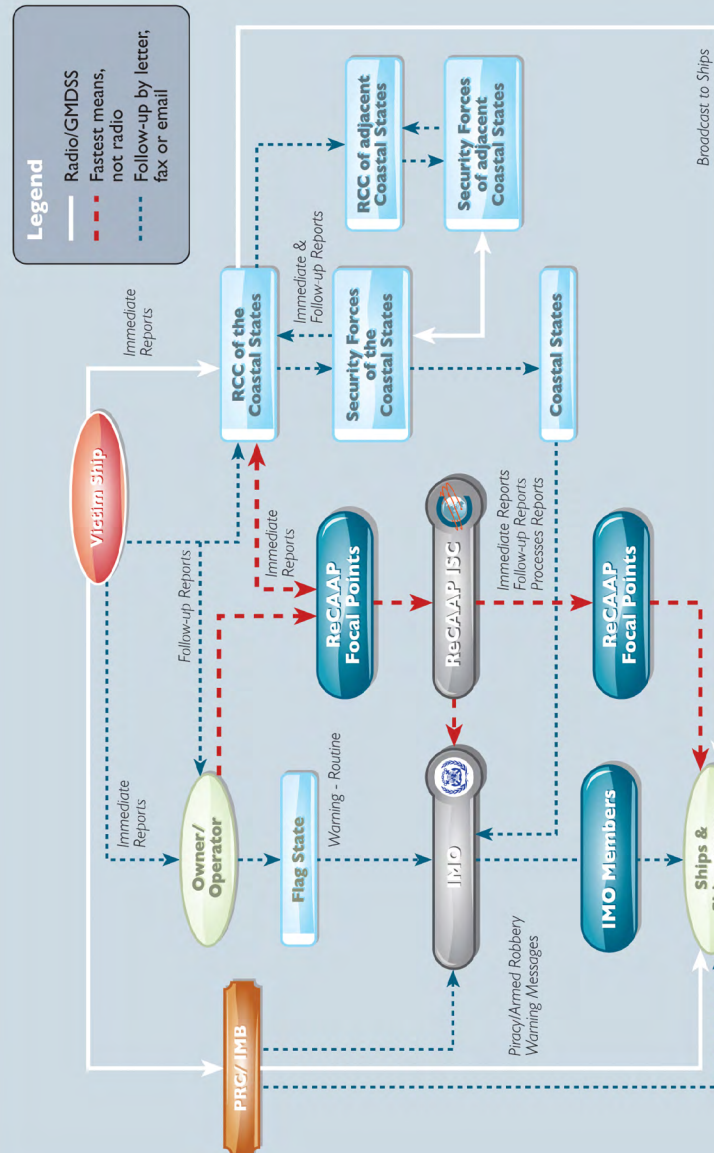 Legend
Radio/GMDSS
Fastest means,
not radio
Follow-up by letter,
fax or email
Victim Ship
Immediate
Reports
Immediate
Reports
Follow-up Reports
PRC/ IMB
Owner/
Operator
RCC of the
Coastal States
RCC of adjacent
Coastal States
Immediate
Reports
Immediate &
Follow-up Reports
Flag State
ReCAAP
Focal Points
Security Forces
of the
Coastal States
Security Forces
of adjacent
Coastal States
Warning - Routine
IMO
ReCAAP ISC
Piracy/Armed Robbery
Warning Messages
Immediate Reports
Follow-up Reports
Processes Reports
Coastal States
IMO Members
ReCAAP
Focal Points
Ships &
Broadcast to Ships